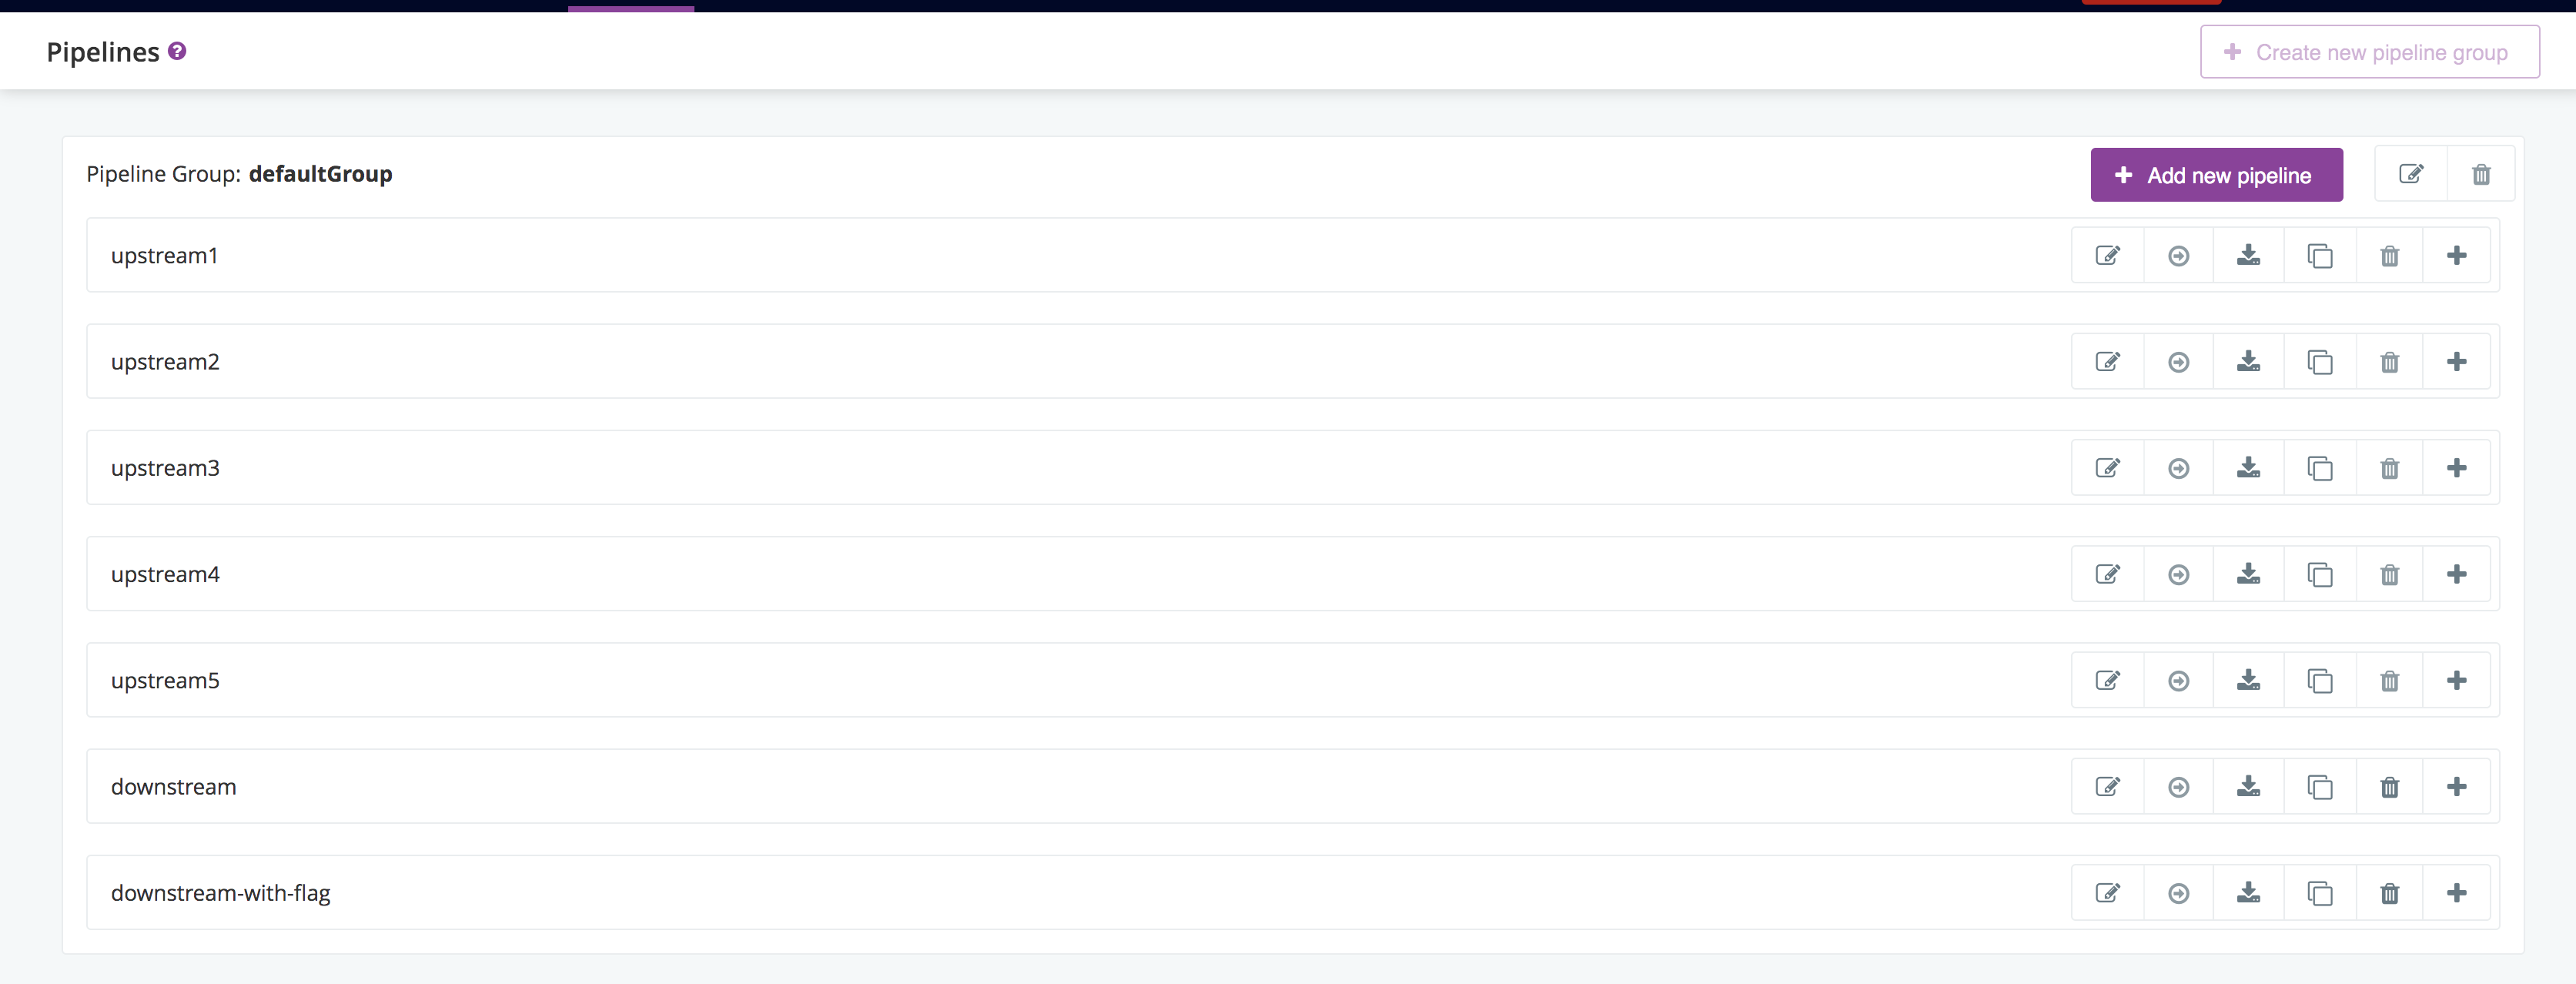 Pipelines ?
Create new pipeline group
Pipeline Group: defaultGroup
Add new pipeline
upstream1
upstream2
upstream3
upstream4
upstream5
downstream
downstream-with-flag